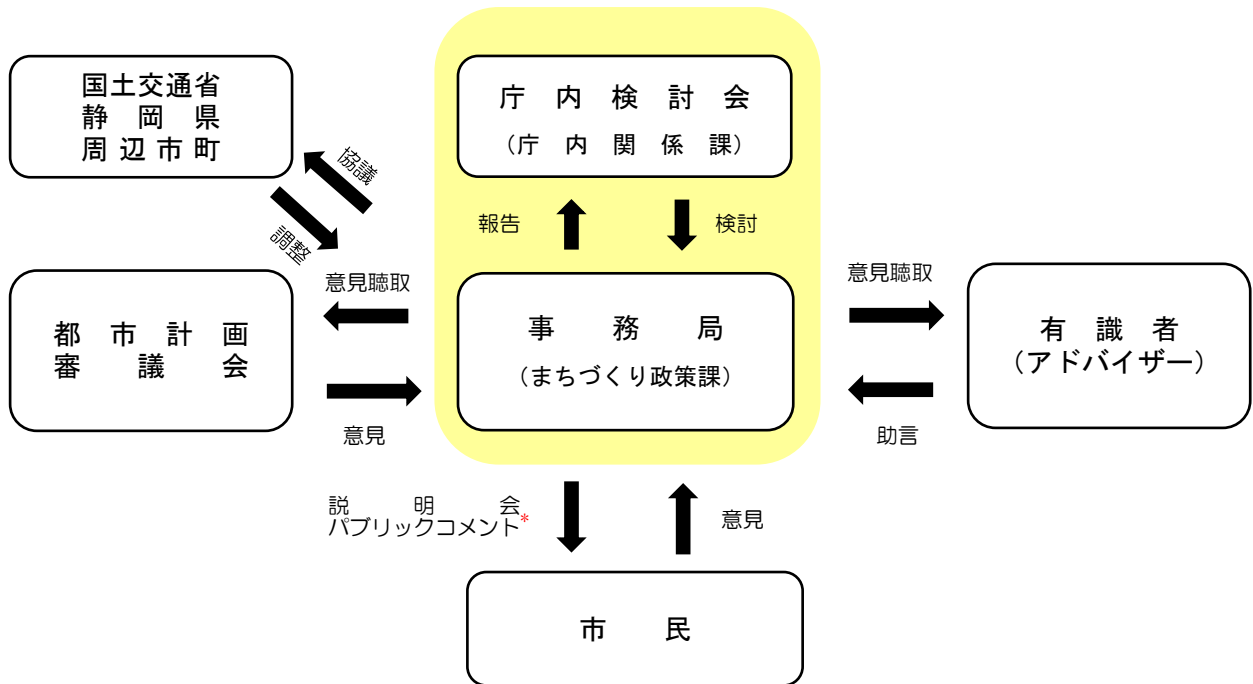 国土交通省
静岡県
周辺市町
協議
調整
庁内検討会
（庁内関係課）
報告
検討
意見聴取
都市計画
審議会
意見
事務局
（まちづくり政策課）
意見聴取
有識者
（アドバイザー）
助言
説明会
パブリックコメント*
意見
市民